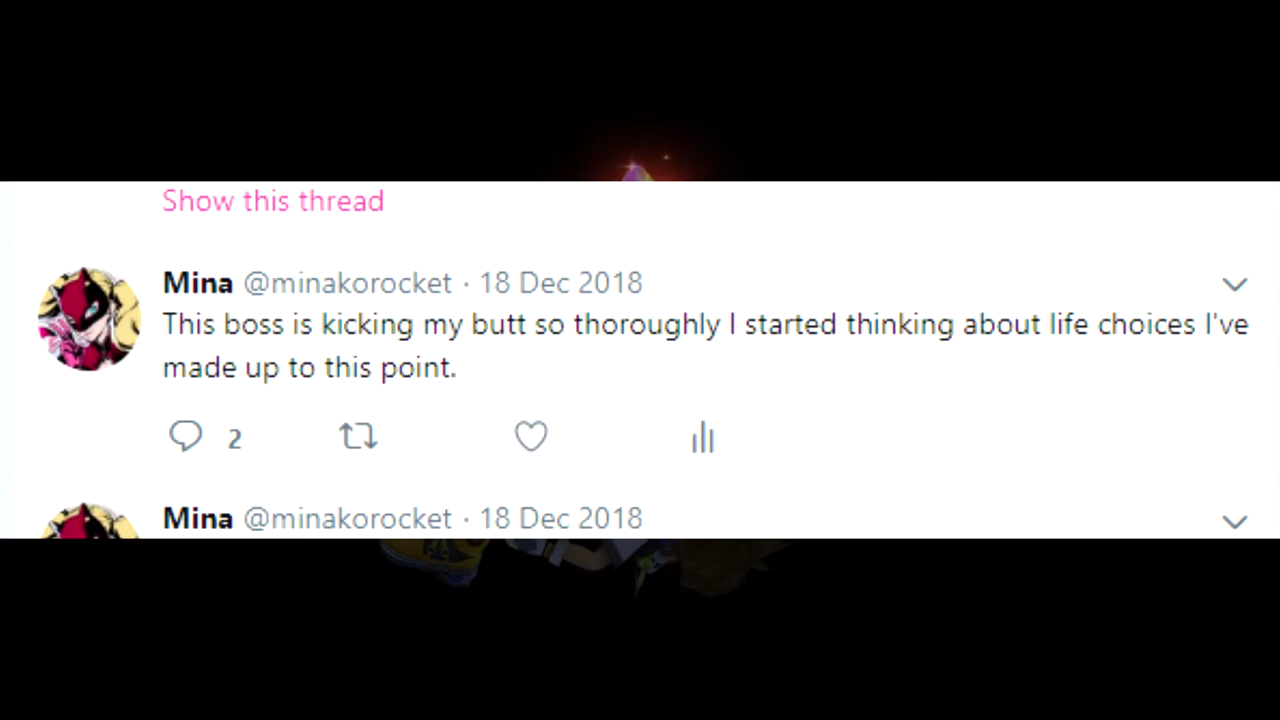 Show this thread
Mina @minakorocket · 18 Dec 2018
This boss is kicking my butt so thoroughly I started thinking about life choices I've
made up to this point.
2
Mina @minakorocket · 18 Dec 2018